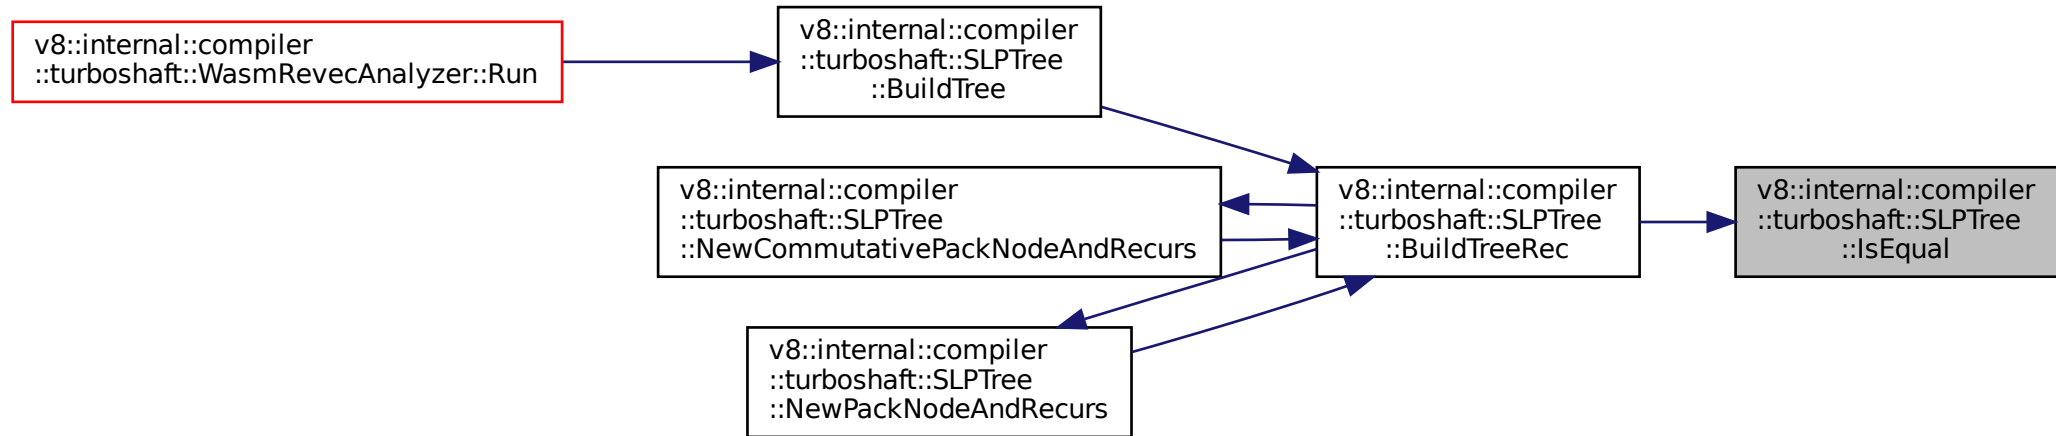 v8::internal::compiler
::turboshaft::WasmRevecAnalyzer::Run
v8::internal::compiler
::turboshaft::SLPTree
::BuildTree
v8::internal::compiler
::turboshaft::SLPTree
::NewCommutativePackNodeAndRecurs
v8::internal::compiler
::turboshaft::SLPTree
::NewPackNodeAndRecurs
v8::internal::compiler
::turboshaft::SLPTree
::BuildTreeRec
v8::internal::compiler
::turboshaft::SLPTree
::IsEqual